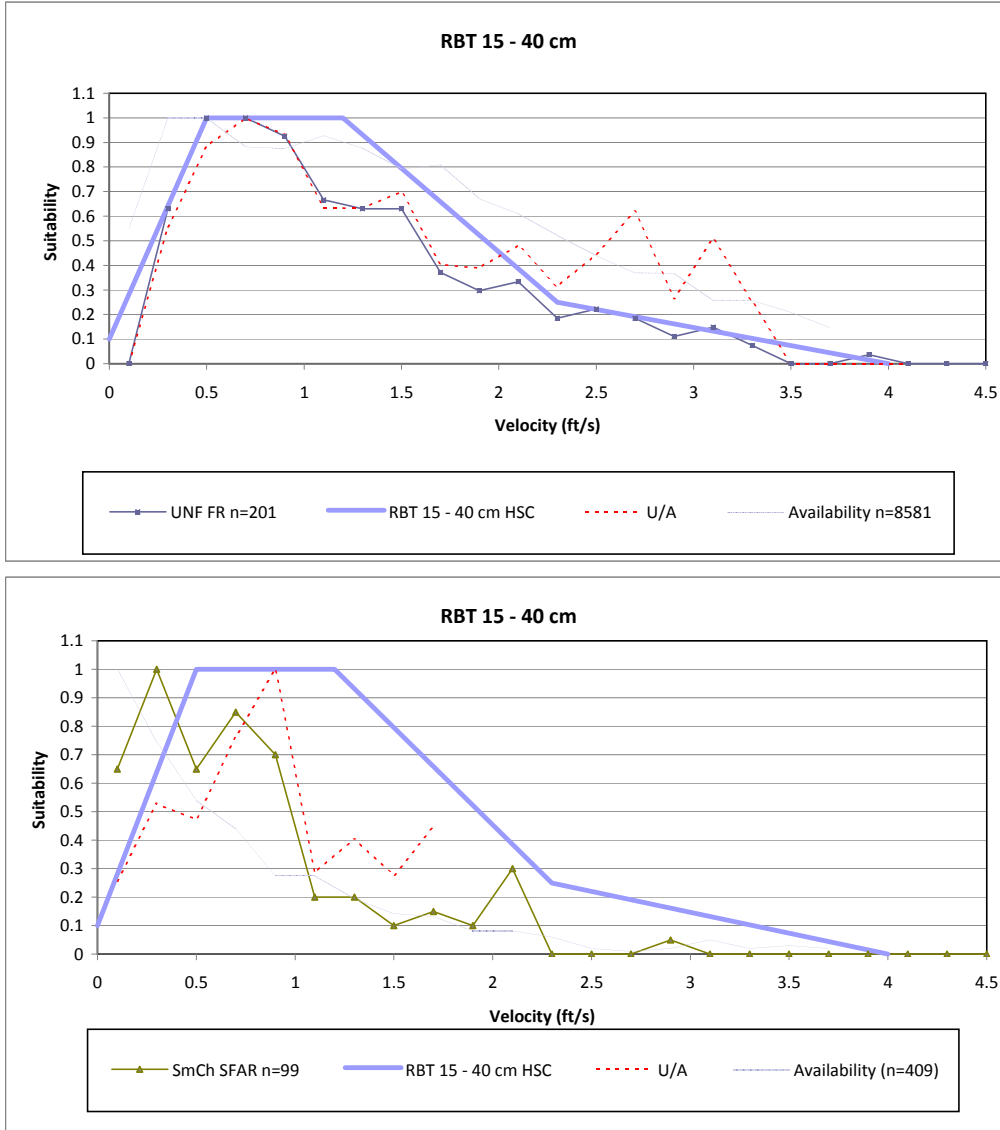 RBT 15 - 40 cm
1.1
1
0.9
0.8
0.7
0.6
0.5
0.4
0.3
0.2
0.1
0
Suitability
0 0.5 1 1.5 2 2.5 3 3.5 4 4.5
Velocity (ft/s)
UNF FR n=201 RBT 15 - 40 cm HSC U/A Availability n=8581
RBT 15 - 40 cm
1.1
1
0.9
0.8
0.7
0.6
0.5
0.4
0.3
0.2
0.1
0
Suitability
0 0.5 1 1.5 2 2.5 3 3.5 4 4.5
Velocity (ft/s)
SmCh SFAR n=99 RBT 15 - 40 cm HSC U/A Availability (n=409)